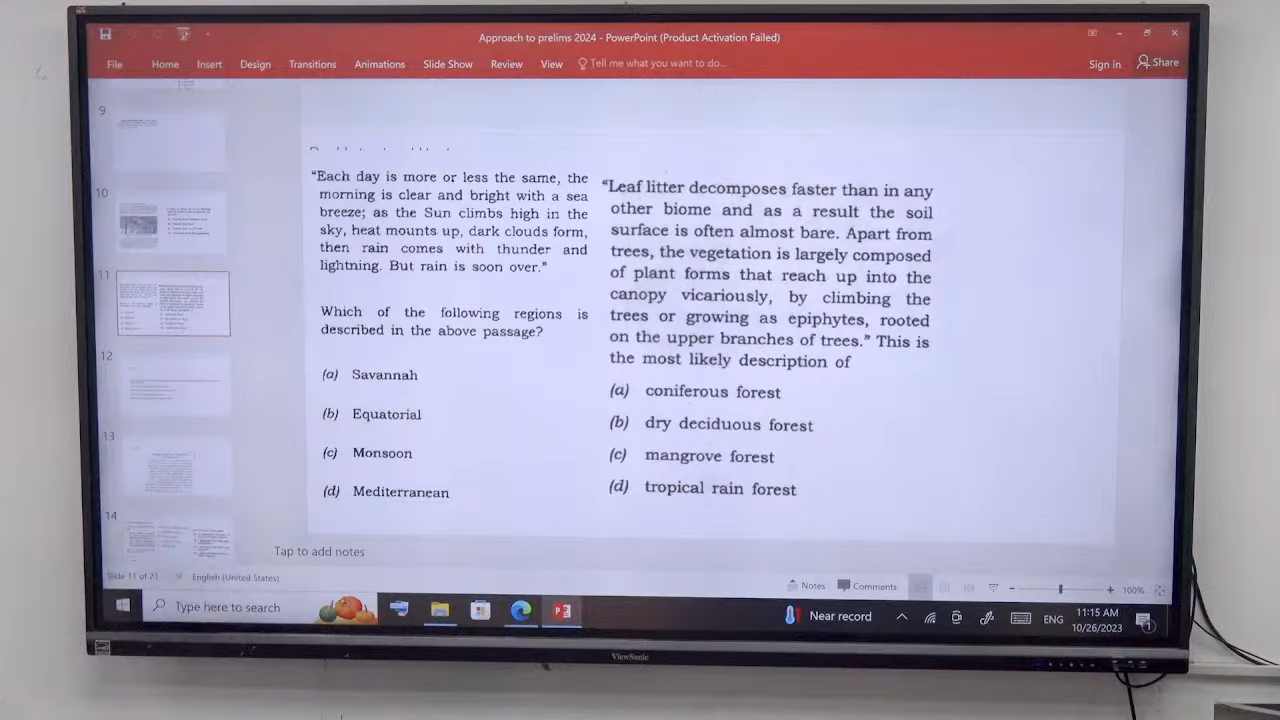 Approach to prelims 2024 - PowerPoint (Product Activation Failed)
File Home Insert Design Transitions Animations Slide Show Review View Tell me what you want to do... Sign in Share
9
10
11
12
13
14
“Each day is more or less the same, the
morning is clear and bright with a sea
breeze; as the Sun climbs high in the
sky, heat mounts up, dark clouds form,
then rain comes with thunder and
lightning. But rain is soon over.”
Which of the following regions is
described in the above passage?
(a) Savannah
(b) Equatorial
(c) Monsoon
(d) Mediterranean
“Leaf litter decomposes faster than in any
other biome and as a result the soil
surface is often almost bare. Apart from
trees, the vegetation is largely composed
of plant forms that reach up into the
canopy vicariously, by climbing the
trees or growing as epiphytes, rooted
on the upper branches of trees.” This is
the most likely description of
(a) coniferous forest
(b) dry deciduous forest
(c) mangrove forest
(d) tropical rain forest
Tap to add notes
Slide 11 of 21 English (United States) Notes Comments 100%
Type here to search Near record ENG 11:15 AM
10/26/2023 1
ViewSonic